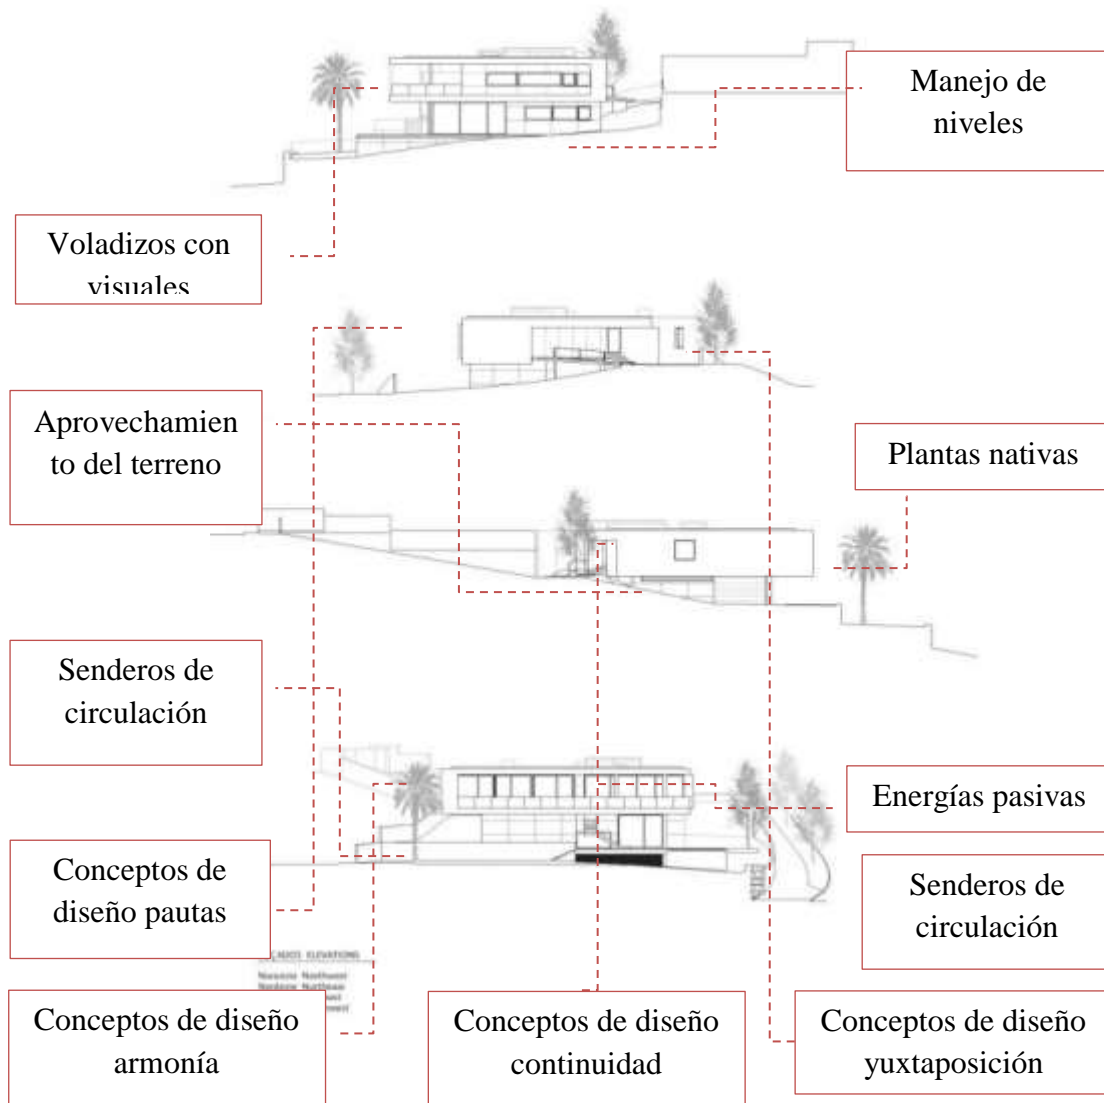 Manejo de
niveles
Voladizos con
visuales
Aprovechamien
to del terreno
Plantas nativas
Senderos de
circulación
Energías pasivas
Conceptos de
diseño pautas
Senderos de
circulación
ELEVATIONS
Conceptos de diseño
armonía
Conceptos de diseño
continuidad
Conceptos de diseño
yuxtaposición